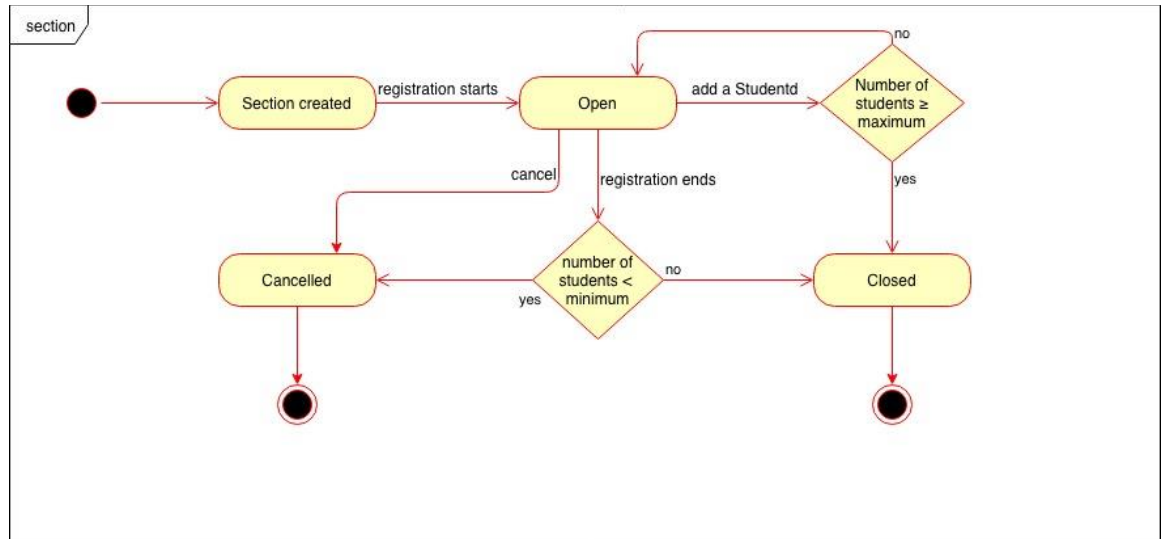 section
no
Section created
registration starts
Open
add a Studentd
Number of
students ≥
maximum
cancel
registration ends
yes
Cancelled
number of
students <
minimum
yes
no
Closed